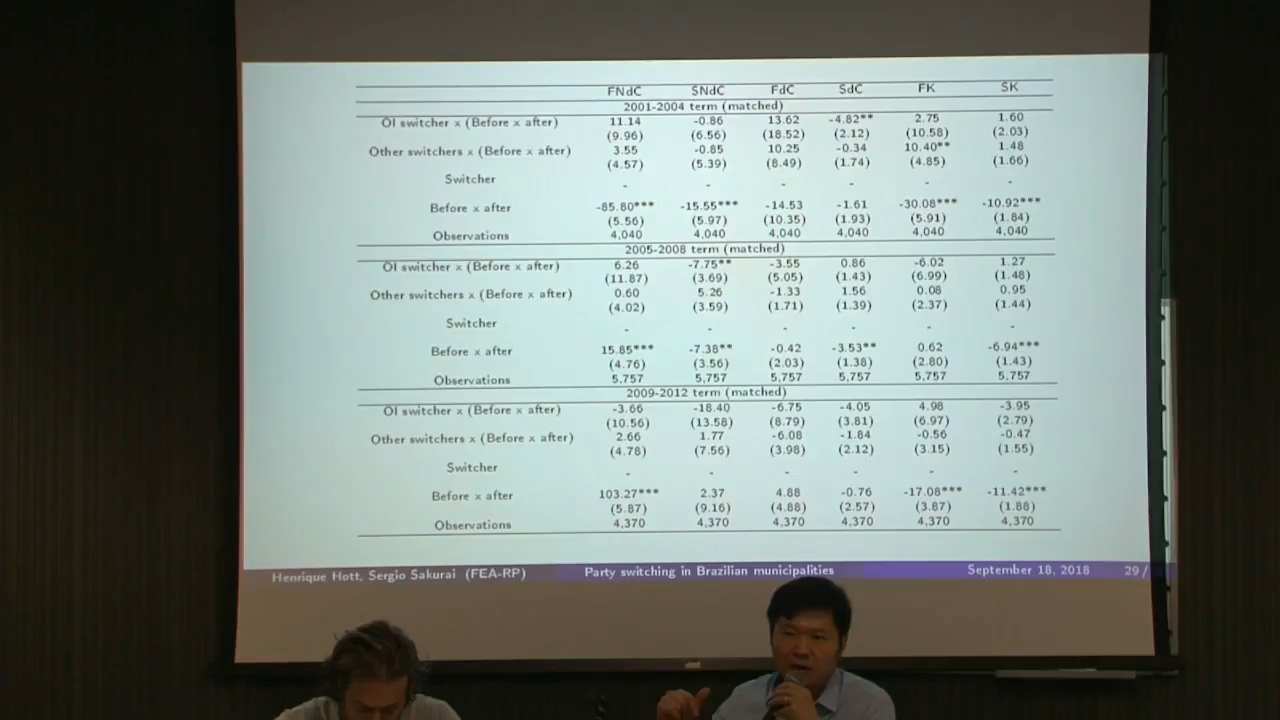 FNdC SNdC FdC SdC FK SK
2001-2004 term (matched)
OI switcher x (Before x after) 11.14 -0.86 13.62 -4.82** 2.75 1.60
(9.96) (6.56) (18.52) (2.12) (10.58) (2.03)
Other switchers x (Before x after) 3.55 -0.85 10.25 -0.34 10.40** 1.48
(4.57) (5.39) (8.49) (1.74) (4.85) (1.66)
Switcher - - - - - -
Before x after -85.80*** -15.55*** -14.53 -1.61 -30.08*** -10.92***
(5.56) (5.97) (10.35) (1.93) (5.91) (1.84)
Observations 4,040 4,040 4,040 4,040 4,040 4,040
2005-2008 term (matched)
OI switcher x (Before x after) 6.26 -7.75** -3.55 0.86 -6.02 1.27
(11.87) (3.69) (5.05) (1.43) (6.99) (1.48)
Other switchers x (Before x after) 0.60 5.26 -1.33 1.56 0.08 0.95
(4.02) (3.59) (1.71) (1.39) (2.37) (1.44)
Switcher - - - - - -
Before x after 15.85*** -7.38** -0.42 -3.53** 0.62 -6.94***
(4.76) (3.56) (2.03) (1.38) (2.80) (1.43)
Observations 5,757 5,757 5,757 5,757 5,757 5,757
2009-2012 term (matched)
OI switcher x (Before x after) -3.66 -18.40 -6.75 -4.05 4.98 -3.95
(10.56) (13.58) (8.79) (3.81) (6.97) (2.79)
Other switchers x (Before x after) 2.66 1.77 -6.08 -1.84 -0.56 -0.47
(4.78) (7.56) (3.98) (2.12) (3.15) (1.55)
Switcher - - - - - -
Before x after 103.27*** 2.37 4.88 -0.76 -17.08*** -11.42***
(5.87) (9.16) (4.88) (2.57) (3.87) (1.88)
Observations 4,370 4,370 4,370 4,370 4,370 4,370
Henrique Hott, Sergio Sakurai (FEA-RP) Party switching in Brazilian municipalities September 18, 2018 29 /